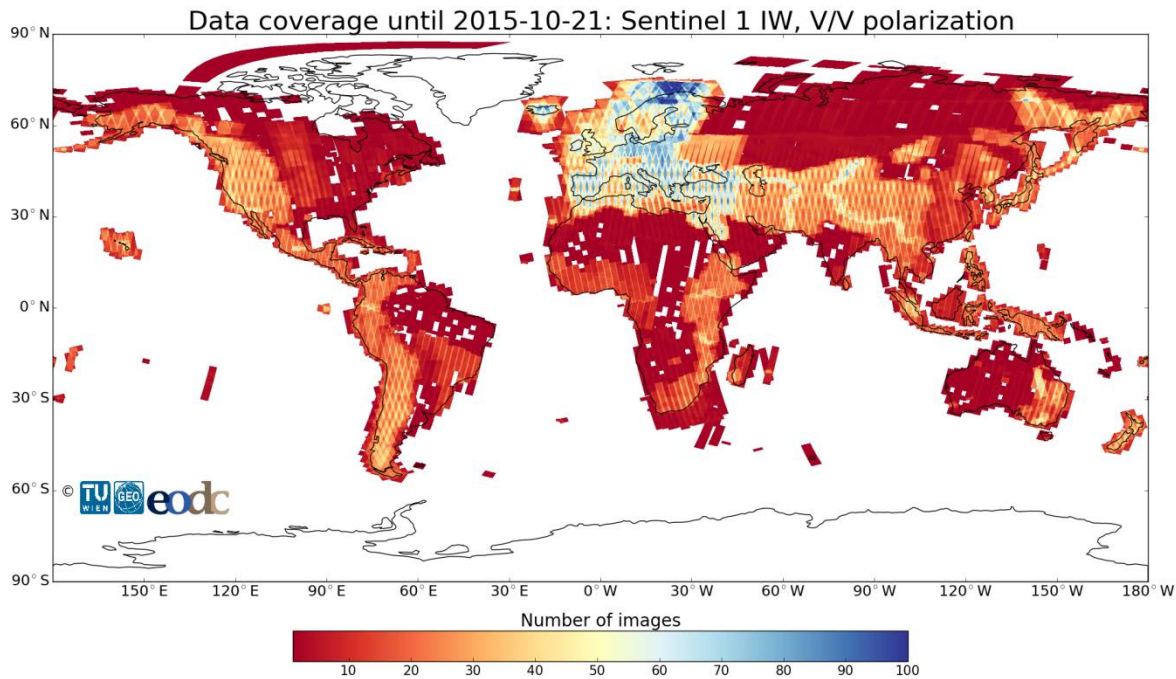 Data coverage until 2015-10-21: Sentinel 1 IW, V/V polarization
90°N
60°N
30°N
0°N
30°S
60°S
90°S
© TU WIEN GEO eodc
150°E 120°E 90°E 60°E 30°E 0°W 30°W 60°W 90°W 120°W 150°W 180°W
Number of images
10 20 30 40 50 60 70 80 90 100